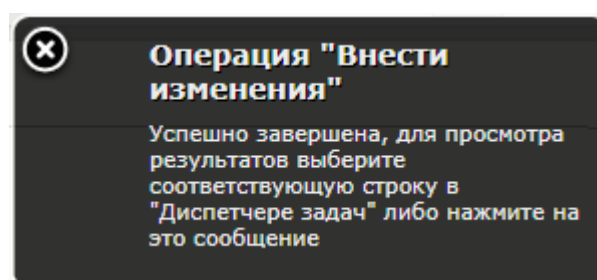 Операция "Внести
изменения"
Успешно завершена, для просмотра
результатов выберите
соответствующую строку в
"Диспетчере задач" либо нажмите на
это сообщение